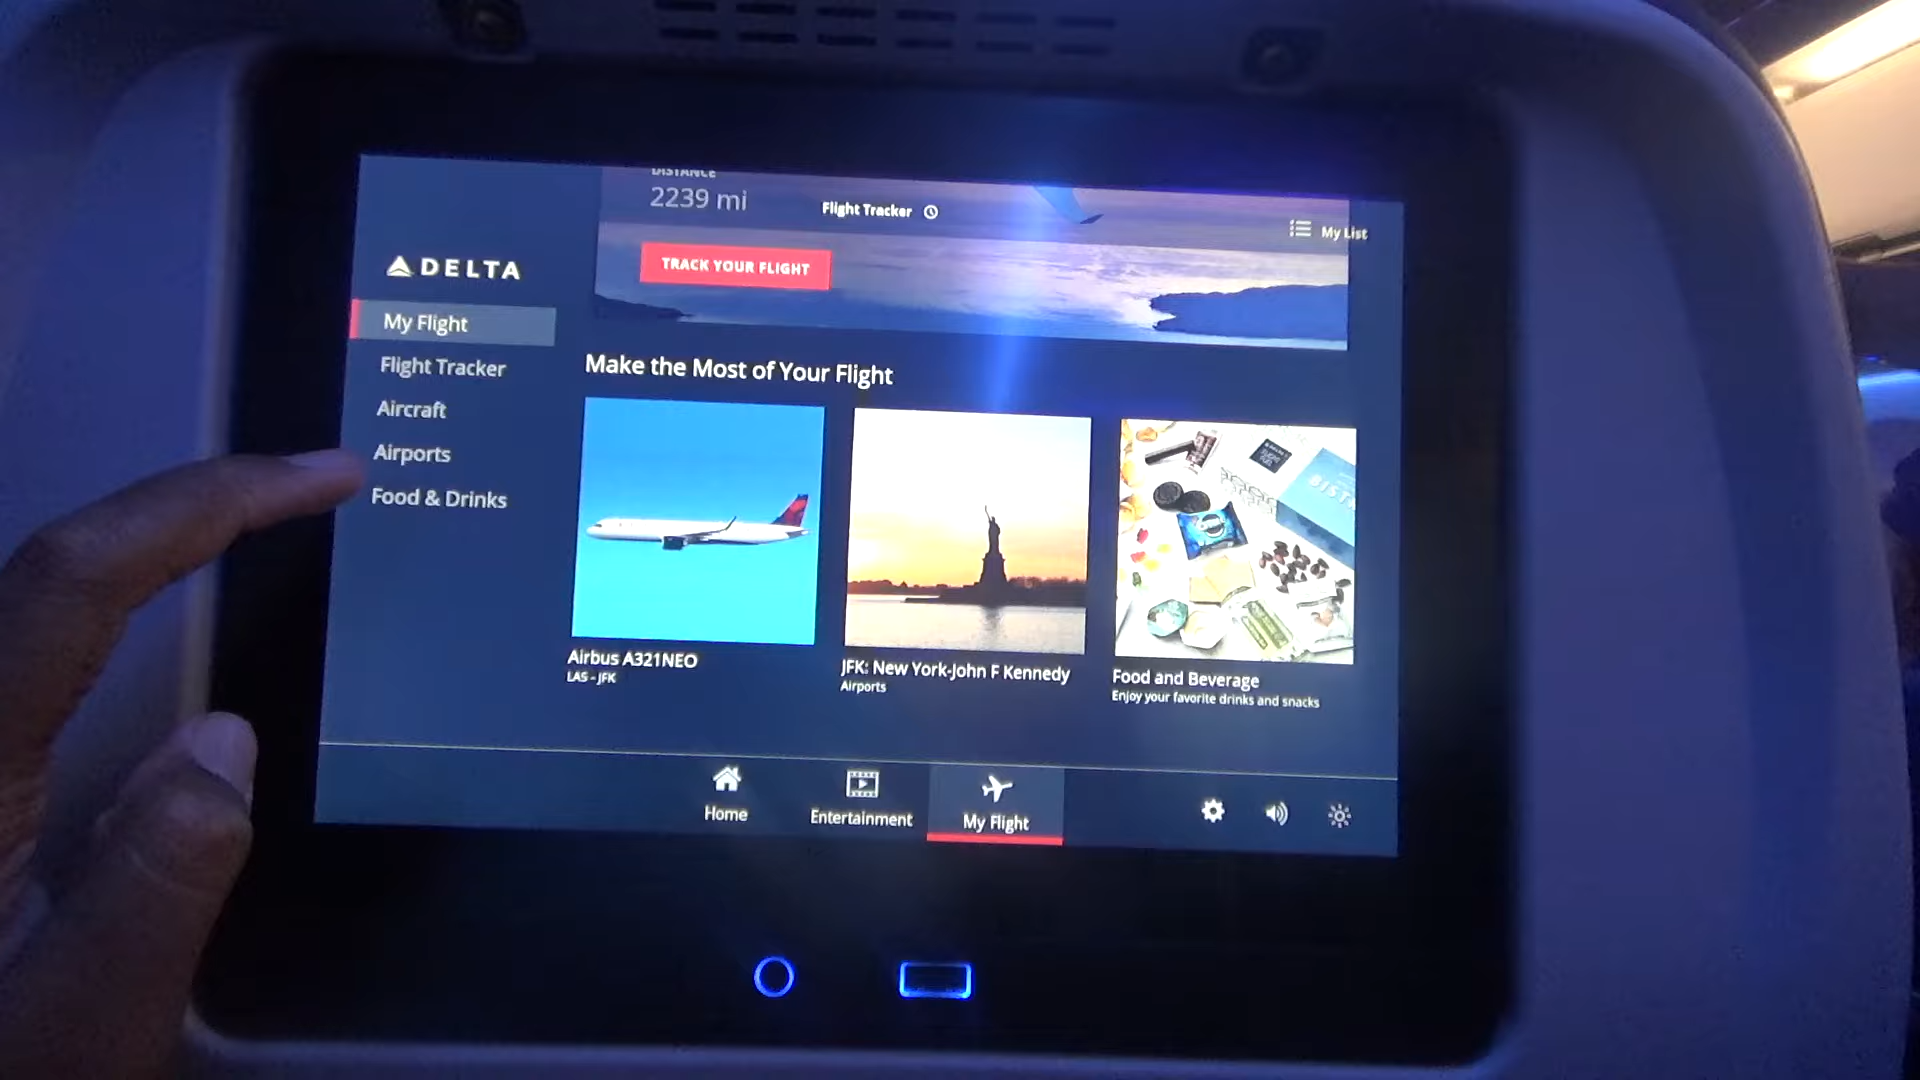 DISTANCE
2239 mi
Flight Tracker
My List
TRACK YOUR FLIGHT
DELTA
My Flight
Flight Tracker
Aircraft
Airports
Food & Drinks
Make the Most of Your Flight
BIST
Airbus A321NEO
LAS - JFK
JFK: New York-John F Kennedy
Airports
Food and Beverage
Enjoy your favorite drinks and snacks
Home
Entertainment
My Flight